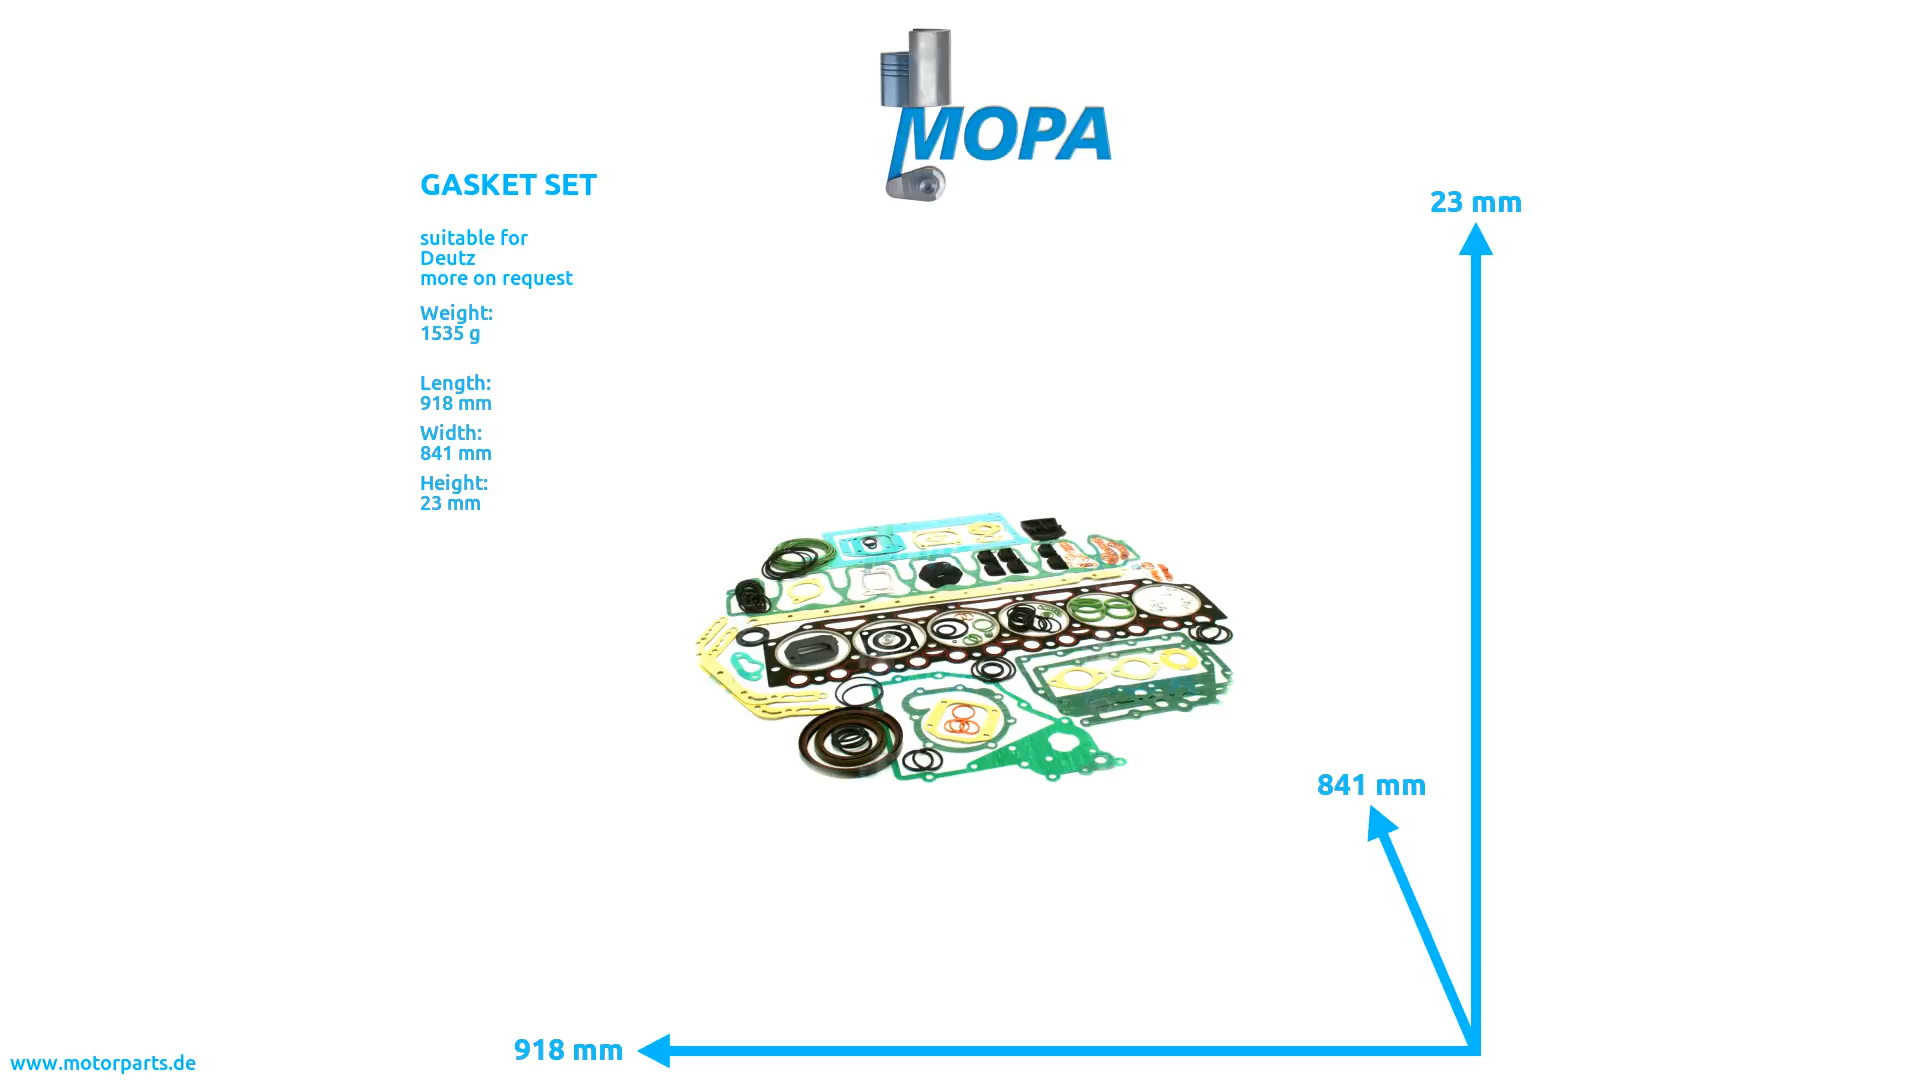 MOPA
GASKET SET
suitable for
Deutz
more on request
Weight:
1535 g
Length:
918 mm
Width:
841 mm
Height:
23 mm
23 mm
841 mm
918 mm
www.motorparts.de